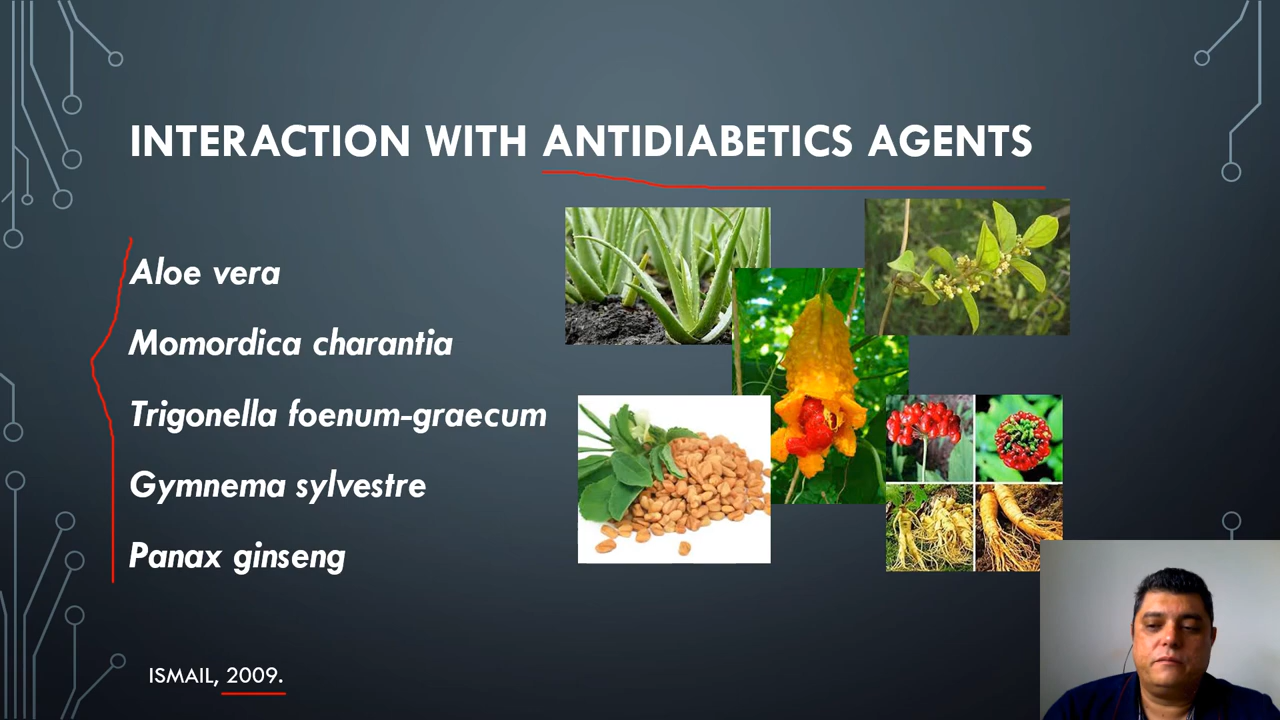 INTERACTION WITH ANTIDIABETICS AGENTS
Aloe vera
Momordica charantia
Trigonella foenum-graecum
Gymnema sylvestre
Panax ginseng
ISMAIL, 2009.